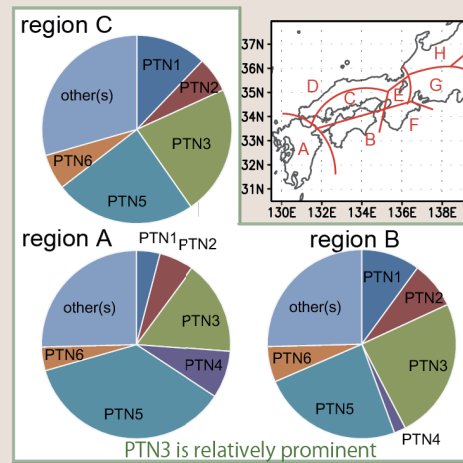 region C
PTN1
PTN2
PTN3
PTN5
PTN6
other(s)
37N
36N
35N
34N
33N
32N
31N
130E 132E 134E 136E 138E
H
D
C
E
G
F
B
A
region A
PTN1 PTN2
PTN3
PTN4
PTN5
PTN6
other(s)
region B
PTN1
PTN2
PTN3
PTN4
PTN5
PTN6
other(s)
PTN3 is relatively prominent